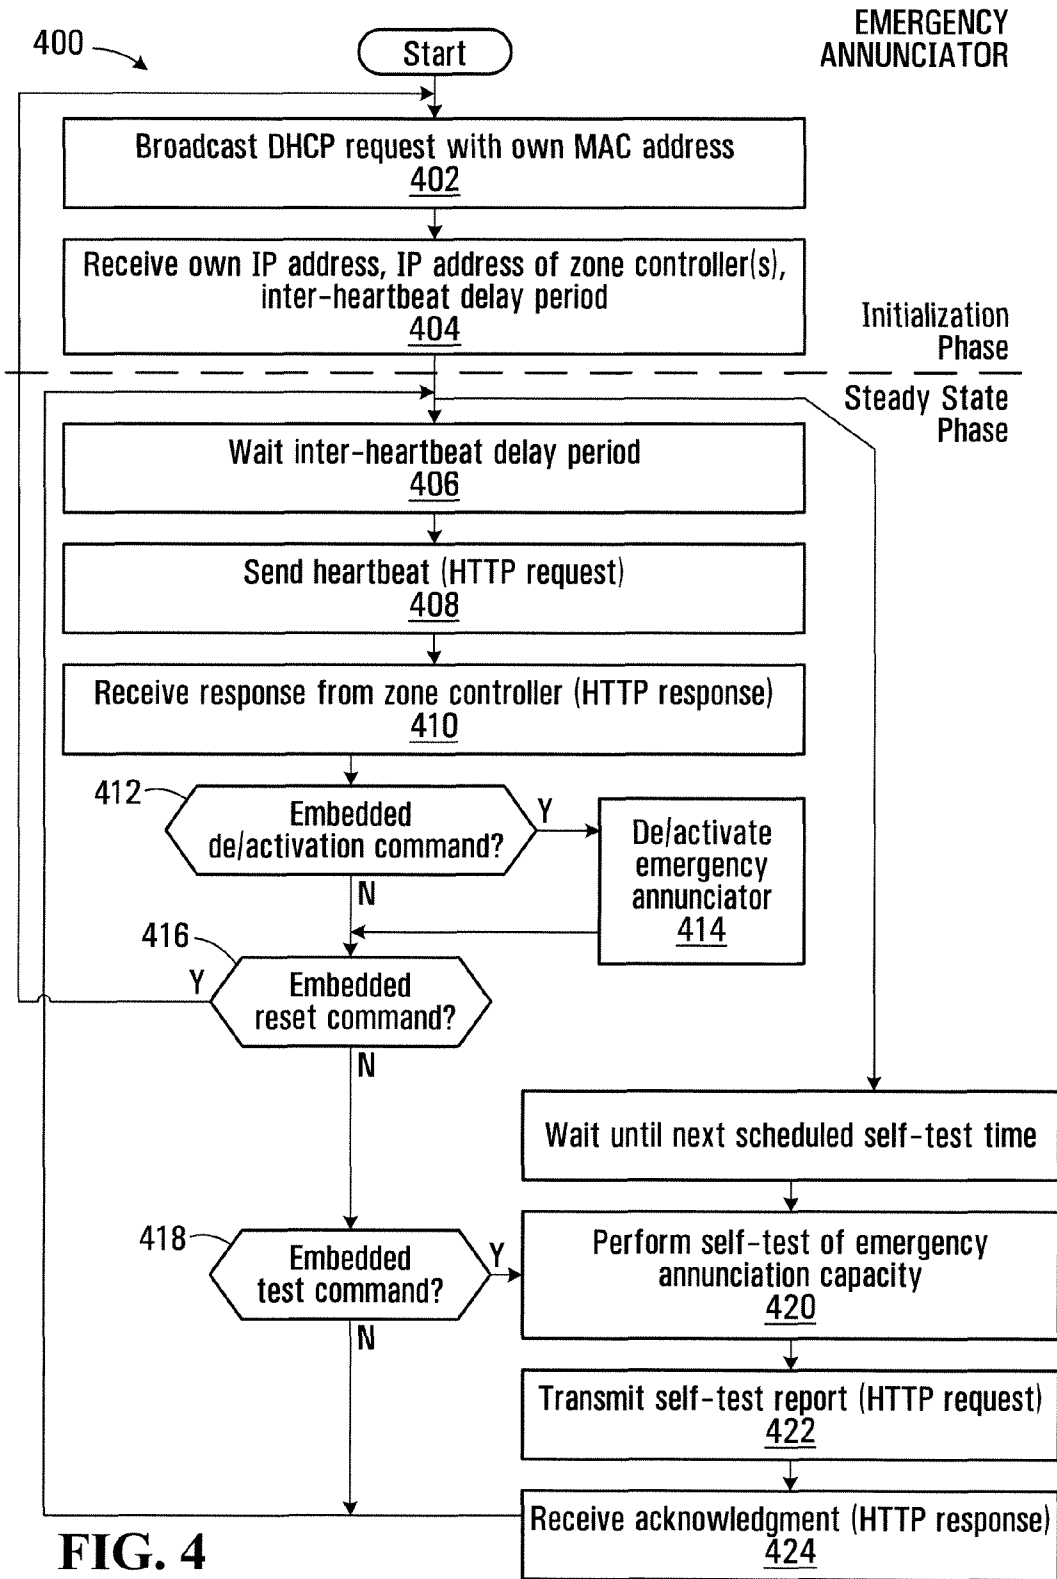 400
Start
EMERGENCY
ANNUNCIATOR
Broadcast DHCP request with own MAC address
402
Receive own IP address, IP address of zone controller(s),
inter-heartbeat delay period
404
Initialization
Phase
Steady State
Phase
Wait inter-heartbeat delay period
406
Send heartbeat (HTTP request)
408
Receive response from zone controller (HTTP response)
410
412
Embedded
de/activation command?
Y
N
De/activate
emergency
annunciator
414
416
Embedded
reset command?
Y
N
Wait until next scheduled self-test time
418
Embedded
test command?
Y
N
Perform self-test of emergency
annunciation capacity
420
Transmit self-test report (HTTP request)
422
Receive acknowledgment (HTTP response)
424
FIG. 4